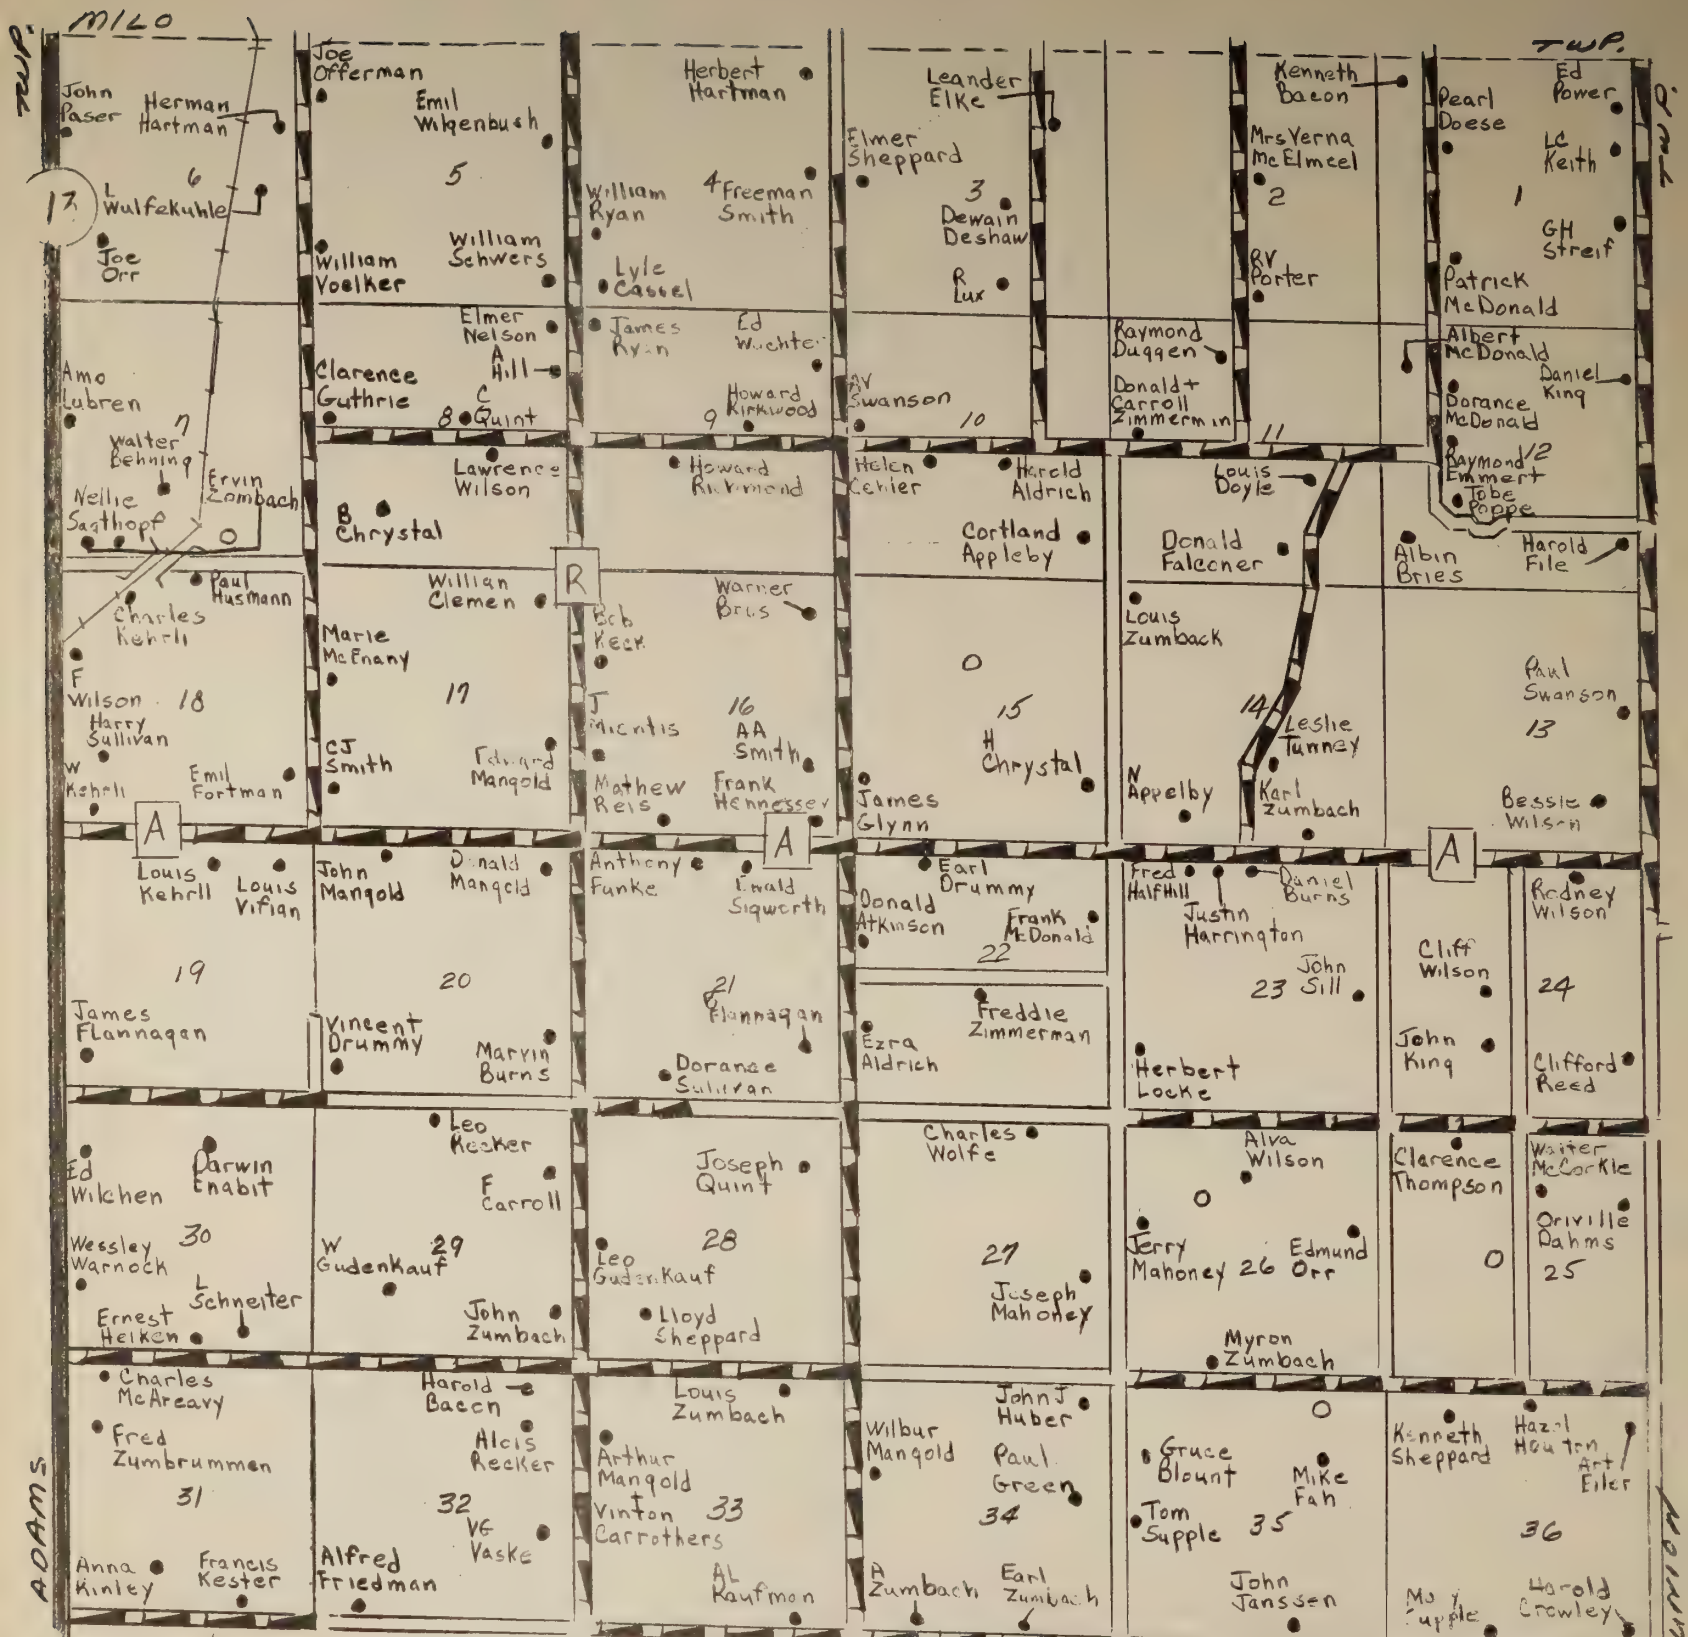 MILO
TWP.
TWP.
13
John
Paser
Herman
Hartman
6
L
Wulfekuhle
Joe
Orr
Joe
Offerman
Emil
Wilgenbush
5
William
Voelker
William
Schwers
Herbert
Hartman
William
Ryan
4
Freeman
Smith
Lyle
Cassel
Leander
Elke
Elmer
Sheppard
3
Dewain
Deshaw
R
Lux
Kenneth
Bacon
Mrs Verna
McElmeel
2
RV
Porter
Pearl
Doese
Ed
Power
LC
Keith
1
GH
Streif
Patrick
McDonald
Amo
Lubren
7
Walter
Behning
Nellie
Saathoff
Ervin
Zombach
Elmer
Nelson
A
Hill
Clarence
Guthrie
8
C
Quint
Lawrence
Wilson
B
Chrystal
James
Ryan
Ed
Howard
Kirkwood
9
Howard
Richmond
AV
Swanson
10
Helen
Harold
Aldrich
Cortland
Appleby
Raymond
Duggen
Donald +
Carroll
Zimmerman
11
Louis
Doyle
Donald
Falconer
Albert
McDonald
Daniel
King
Dorance
McDonald
Raymond
Emmert
12
Tobe
Poppe
Albin
Bries
Harold
File
Paul
Husmann
Charles
Kehrli
F
Wilson
18
Harry
Sullivan
W
Kehrli
Emil
Fortman
R
Willian
Clemen
Marie
McEnany
17
CJ
Smith
Edward
Mangold
Bob
Keck
Warner
Bros
J
16
AA
Smith
Mathew
Reis
Frank
Hennessey
15
H
Chrystal
James
Glynn
Louis
Zumback
14
Leslie
Tunney
N
Appelby
Karl
Zumbach
Paul
Swanson
13
Bessie
Wilson
A
A
A
Louis
Kehrli
Louis
Vifian
19
James
Flannagan
John
Mangold
Donald
Mangold
20
Vincent
Drummy
Marvin
Burns
Anthony
Funke
Ewald
Sigworth
21
Flannagan
Dorance
Sullivan
Earl
Drummy
Donald
Atkinson
Frank
McDonald
22
Freddie
Zimmerman
Ezra
Aldrich
Fred
HalfHill
Daniel
Burns
Justin
Harrington
23
John
Sill
Herbert
Locke
Rodney
Wilson
Cliff
Wilson
24
John
King
Clifford
Reed
Ed
Wilchen
Darwin
Enabit
30
Wessley
Warnock
L
Schneiter
Ernest
Heiken
Leo
Recker
F
Carroll
29
W
Gudenkauf
John
Zumbach
Joseph
Quint
28
Leo
Gudenkauf
Lloyd
Sheppard
Charles
Wolfe
27
Joseph
Mahoney
Alva
Wilson
Jerry
Mahoney
26
Edmund
Orr
Myron
Zumbach
Clarence
Thompson
Walter
McCorkle
Orville
Dahms
25
Charles
McAreavy
Fred
Zumbrummen
31
Anna
Kinley
Francis
Kester
Harold
Bacon
Alois
Recker
32
VG
Vaske
Alfred
Friedman
Louis
Zumbach
Arthur
Mangold
+
Vinton
Carrothers
33
AL
Kaufmon
John J
Huber
Wilbur
Mangold
Paul
Green
34
A
Zumbach
Earl
Zumbach
Gruce
Blount
Mike
Fah
Tom
Supple
35
John
Janssen
Kenneth
Sheppard
Hazel
Art
Eiler
36
Supple
Harold
Crowley
ADAMS